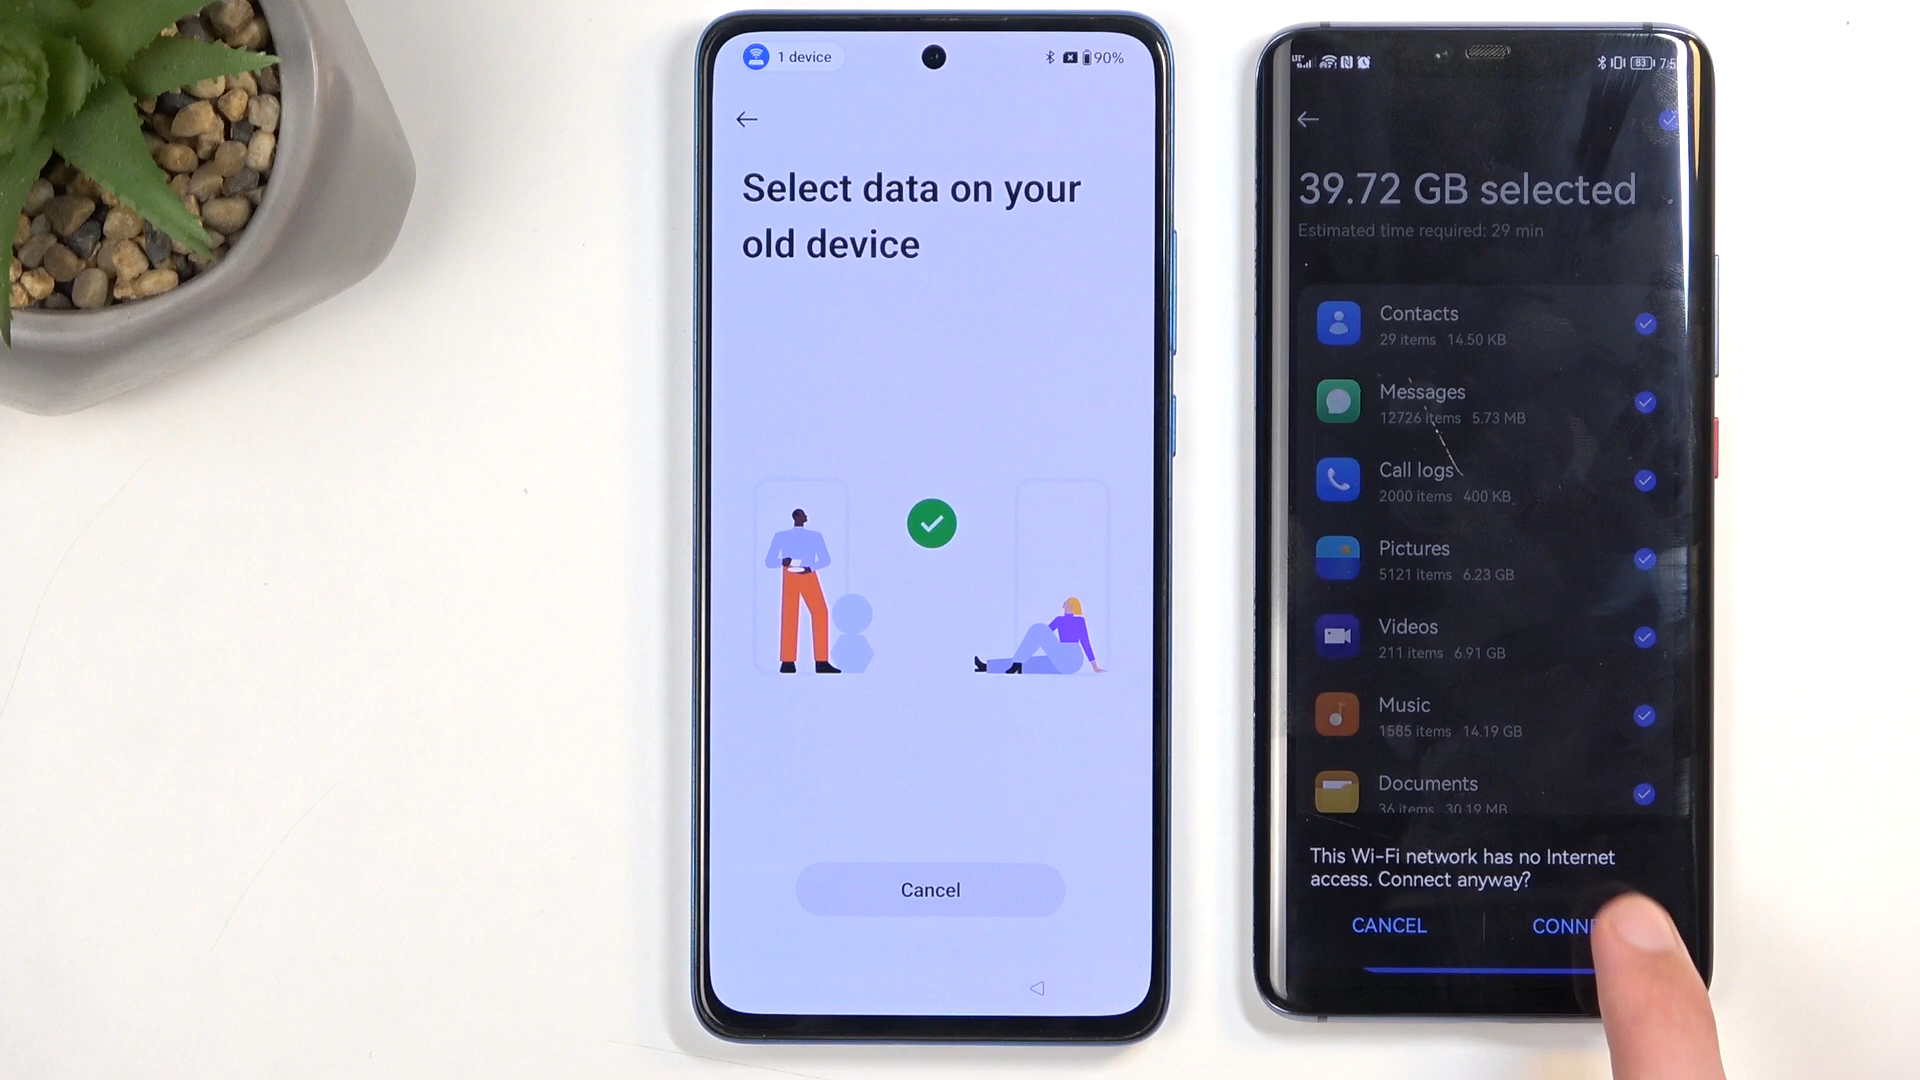 1 device
90%
Select data on your
old device
Cancel
83
39.72 GB selected
Estimated time required: 29 min
Contacts
29 items 14.50 KB
Messages
12726 items 5.73 MB
Call logs
2000 items 400 KB
Pictures
5121 items 6.23 GB
Videos
211 items 6.91 GB
Music
1585 items 14.19 GB
Documents
36 items 30.19 MB
This Wi-Fi network has no Internet
access. Connect anyway?
CANCEL